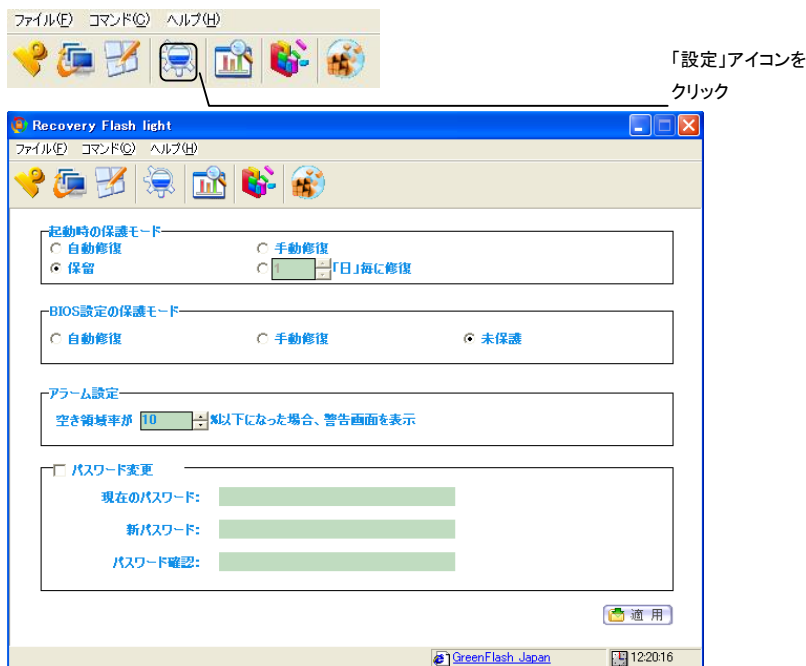 ファイル(F) コマンド(C) ヘルプ(H)
「設定」アイコンを
クリック
Recovery Flash light
ファイル(F) コマンド(C) ヘルプ(H)
起動時の保護モード
自動修復 手動修復
保留 1 「日」毎に修復
BIOS設定の保護モード
自動修復 手動修復 未保護
アラーム設定
空き領域率が 10 %以下になった場合、警告画面を表示
パスワード変更
現在のパスワード:
新パスワード:
パスワード確認:
適 用
GreenFlash Japan 12:20:16